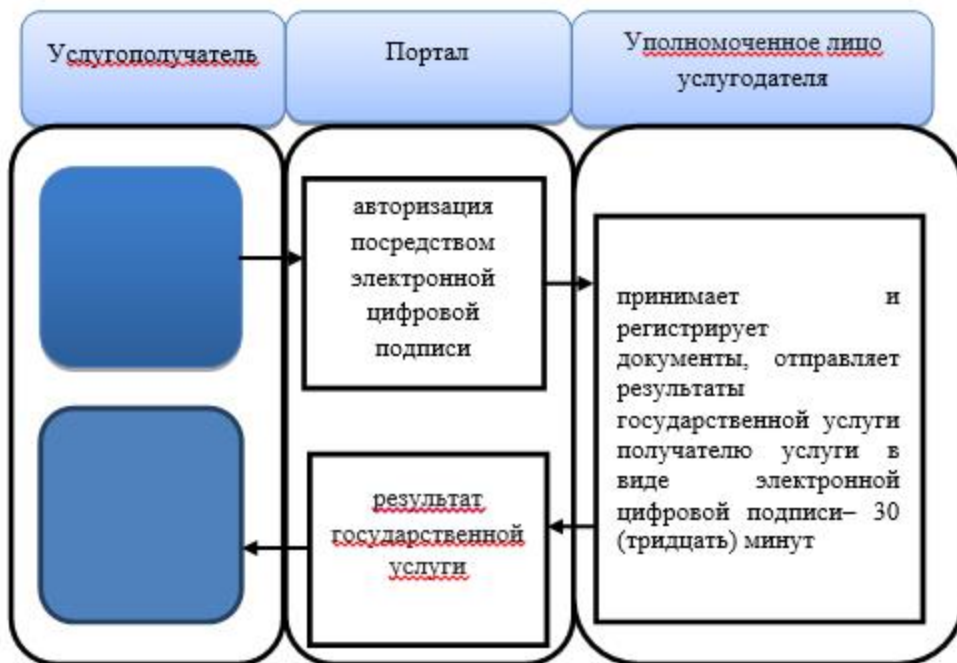 Услугополучатель
Портал
Уполномоченное лицо
услугодателя
авторизация
посредством
электронной
цифровой
подписи
принимает и
регистрирует
документы, отправляет
результаты
государственной услуги
получателю услуги в
виде электронной
цифровой подписи– 30
(тридцать) минут
результат
государственной
услуги